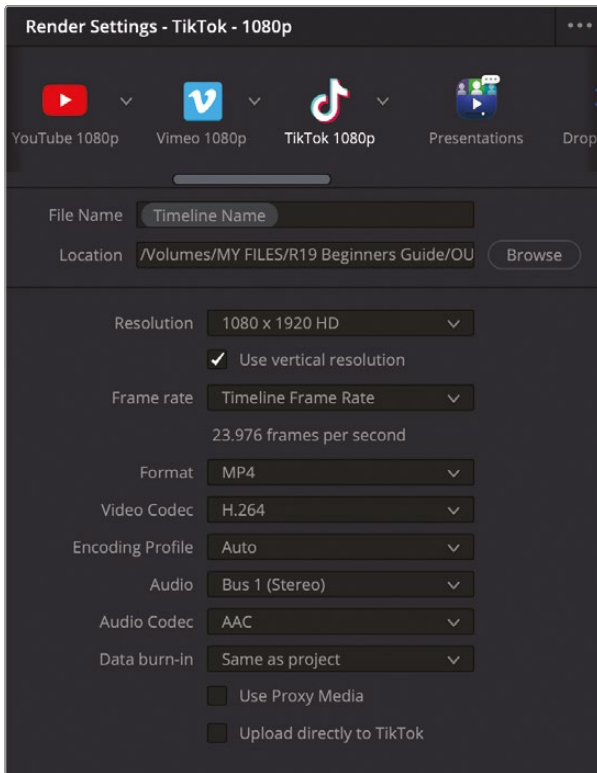 Render Settings - TikTok - 1080p
YouTube 1080p Vimeo 1080p TikTok 1080p Presentations Drop
File Name Timeline Name
Location /Volumes/MY FILES/R19 Beginners Guide/OU Browse
Resolution 1080 x 1920 HD
Use vertical resolution
Frame rate Timeline Frame Rate
23.976 frames per second
Format MP4
Video Codec H.264
Encoding Profile Auto
Audio Bus 1 (Stereo)
Audio Codec AAC
Data burn-in Same as project
Use Proxy Media
Upload directly to TikTok